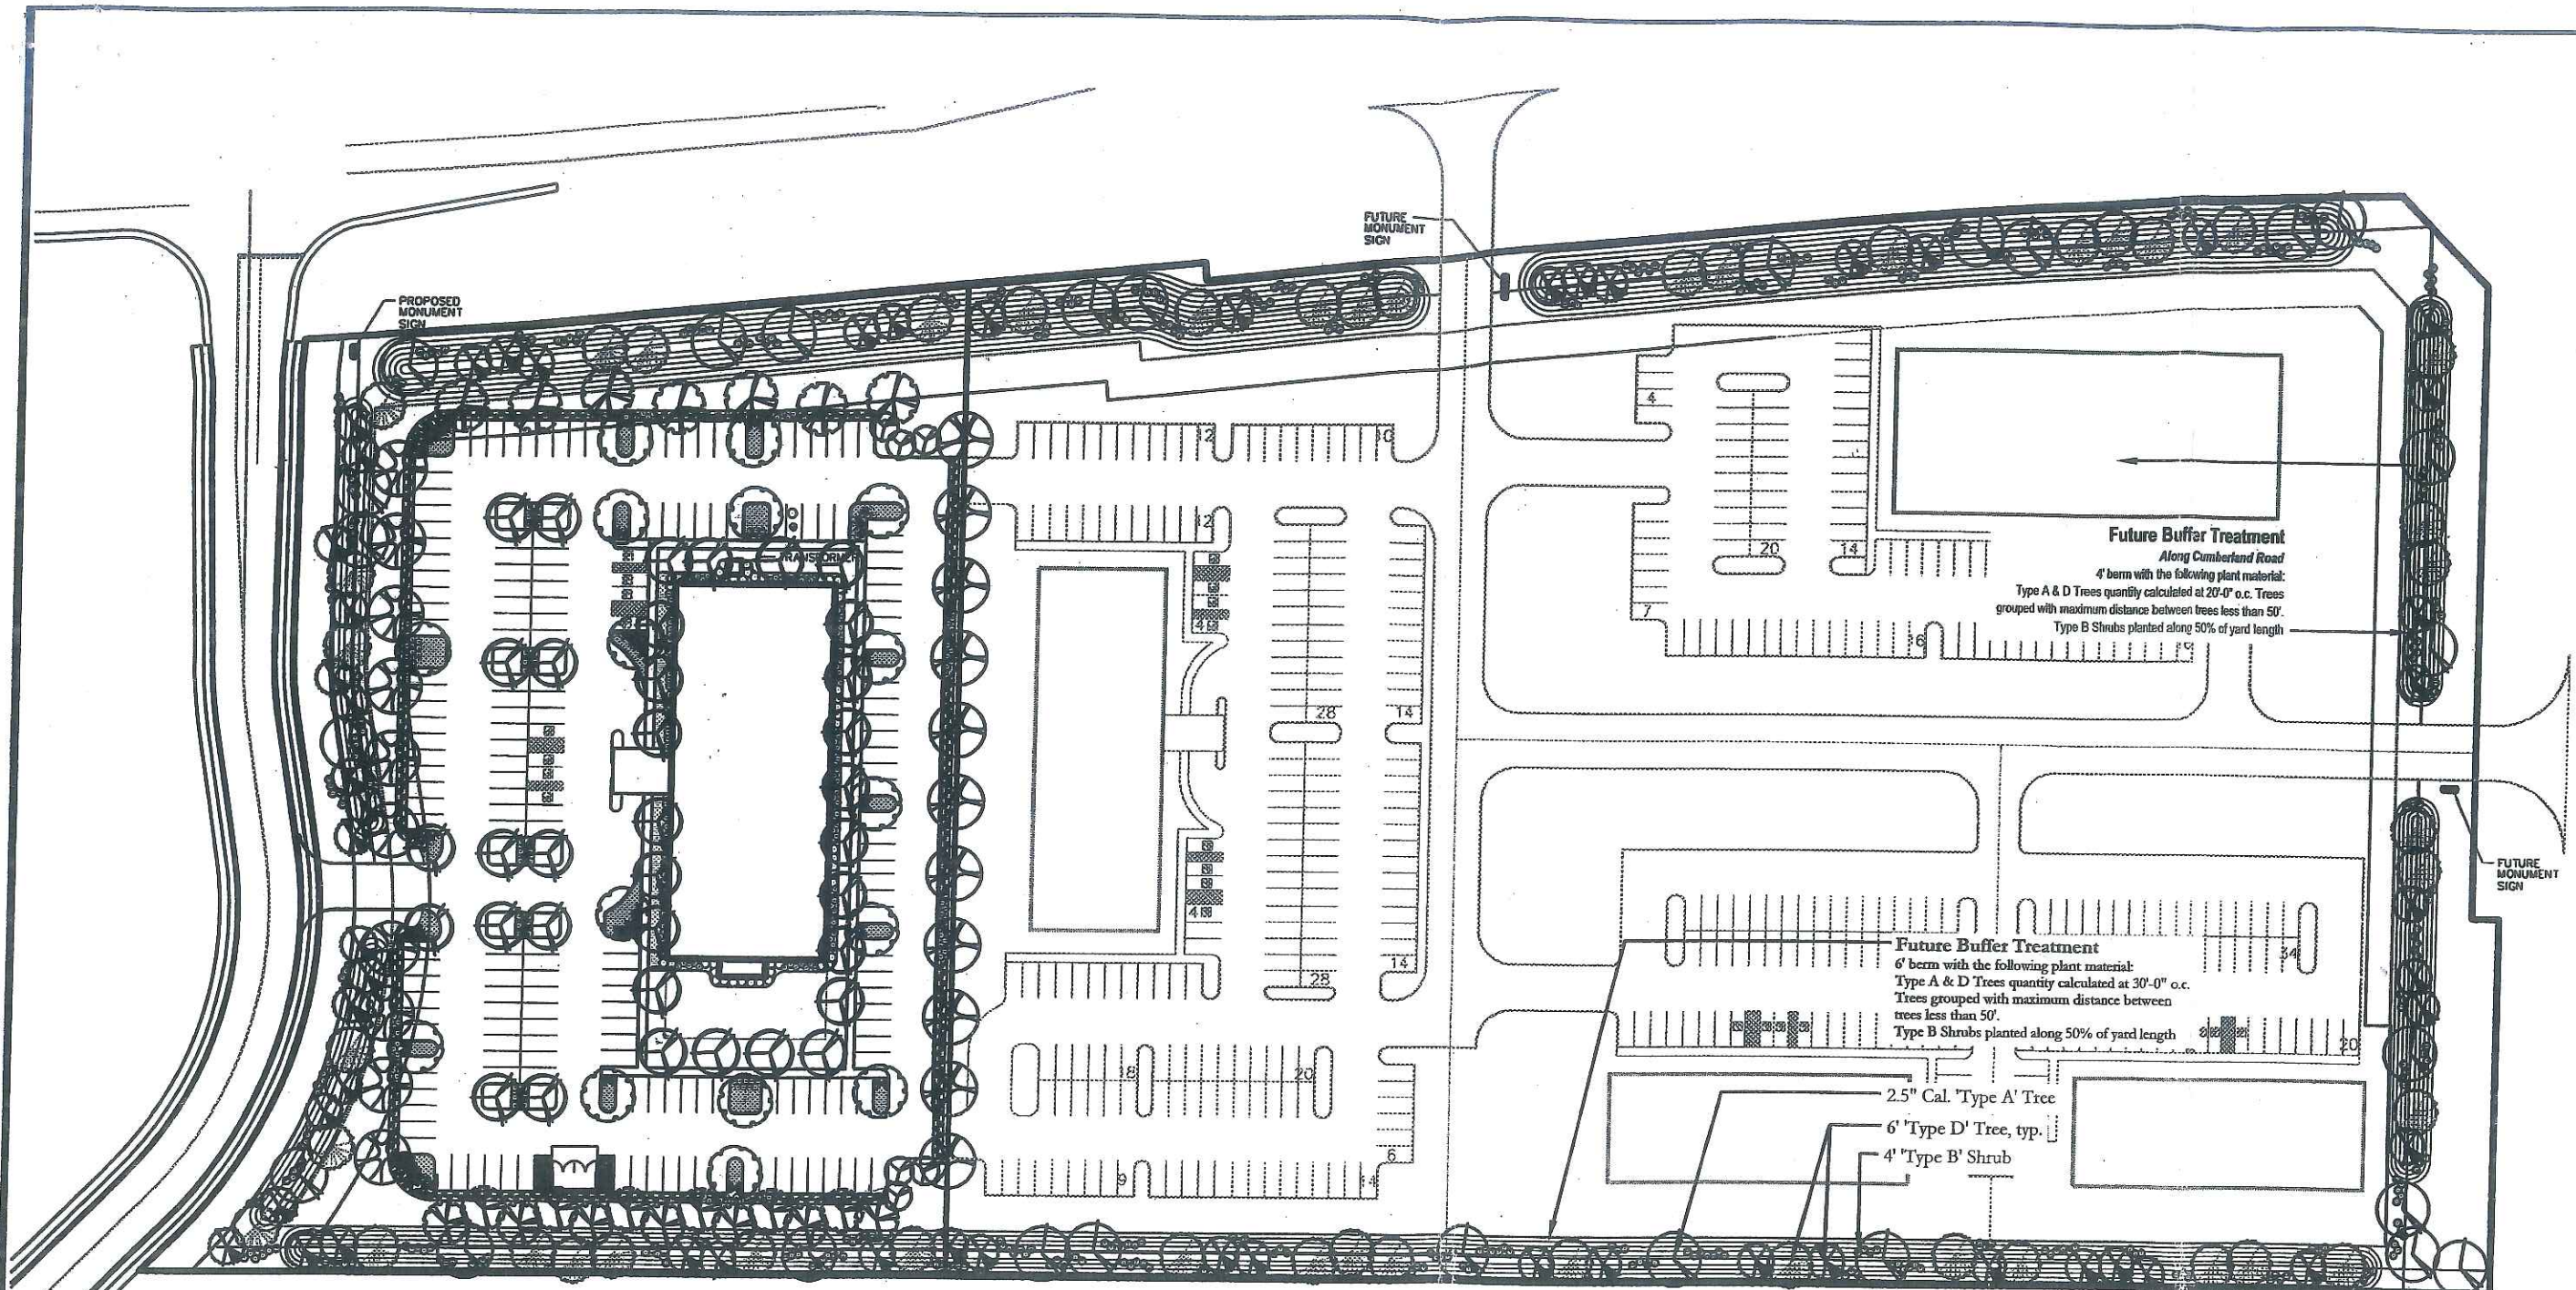 FUTURE
MONUMENT
SIGN
PROPOSED
MONUMENT
SIGN
4
12
12
TRANSFORMER
20
14
Future Buffer Treatment
Along Cumberland Road
4' berm with the following plant material:
Type A & D Trees quantity calculated at 20'-0" o.c. Trees
grouped with maximum distance between trees less than 50'.
Type B Shrubs planted along 50% of yard length
7
4
28
14
FUTURE
MONUMENT
SIGN
4
14
28
34
Future Buffer Treatment
6' berm with the following plant material:
Type A & D Trees quantity calculated at 30'-0" o.c.
Trees grouped with maximum distance between
trees less than 50'.
Type B Shrubs planted along 50% of yard length
8
20
18
20
2.5" Cal. 'Type A' Tree
6' 'Type D' Tree, typ.
4' 'Type B' Shrub
6
9
14